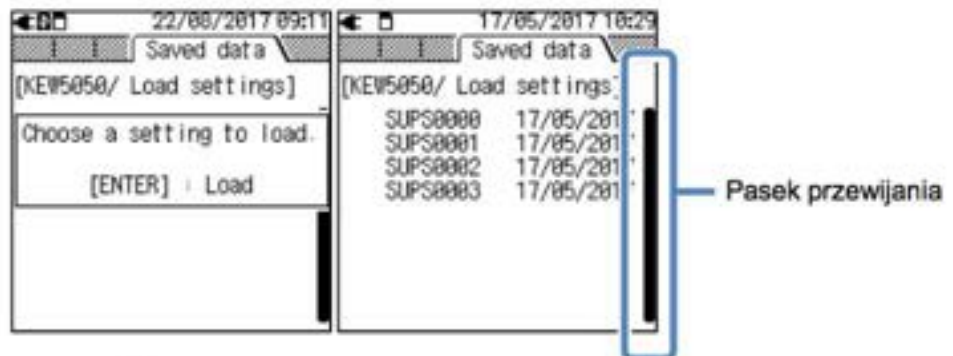 22/08/2017 09:11
Saved data
[KEW5050/ Load settings]
Choose a setting to load.
[ENTER] : Load
17/05/2017 10:29
Saved data
[KEW5050/ Load settings]
SUPS0000 17/05/201
SUPS0001 17/05/201
SUPS0002 17/05/201
SUPS0003 17/05/201
Pasek przewijania